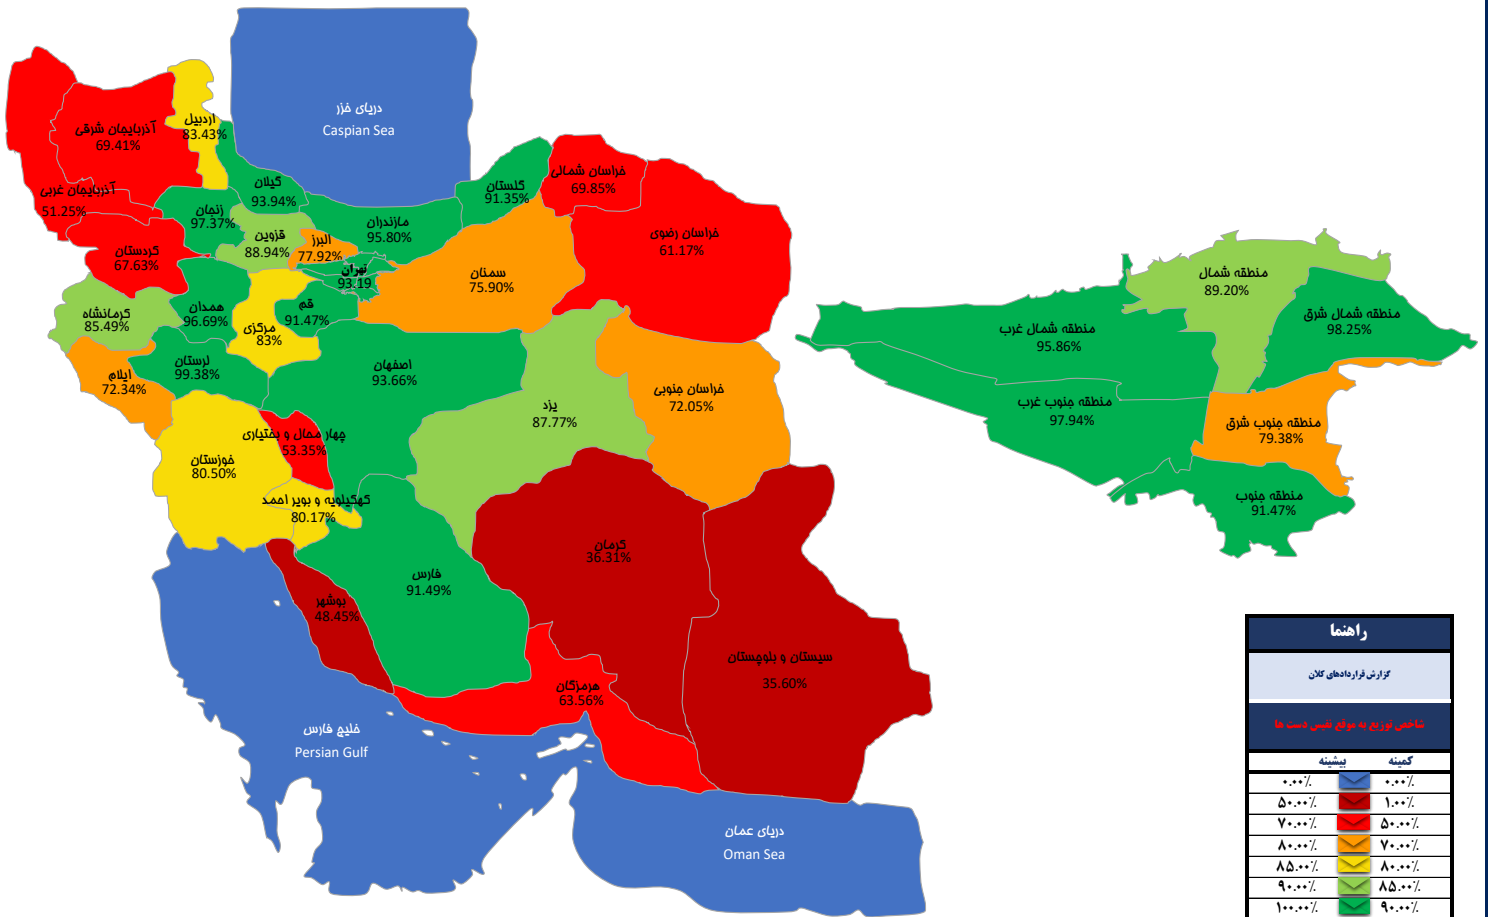 دریای خزر
Caspian Sea
آذربایجان شرقی
69.41%
اردبیل
83.43%
آذربایجان غربی
51.25%
گیلان
93.94%
زنجان
97.37%
گلستان
91.35%
خراسان شمالی
69.85%
خراسان رضوی
61.17%
مازندران
95.80%
قزوین
88.94%
البرز
77.92%
تهران
93.19
سمنان
75.90%
کردستان
67.63%
همدان
96.69%
کرمانشاه
85.49%
قم
91.47%
مرکزی
83%
لرستان
99.38%
ایلام
72.34%
اصفهان
93.66%
یزد
87.77%
خراسان جنوبی
72.05%
چهار محال و بختیاری
53.35%
خوزستان
80.50%
کهکیلویه و بویر احمد
80.17%
فارس
91.49%
کرمان
36.31%
بوشهر
48.45%
سیستان و بلوچستان
35.60%
هرمزگان
63.56%
خلیج فارس
Persian Gulf
دریای عمان
Oman Sea
منطقه شمال
89.20%
منطقه شمال شرق
98.25%
منطقه شمال غرب
95.86%
منطقه جنوب غرب
97.94%
منطقه جنوب شرق
79.38%
منطقه جنوب
91.47%
راهنما
گزارش قراردادهای کلان
شاخص توزیع به موقع نفیس دست ها
کمینه بیشینه
۰.۰۰٪ ۰.۰۰٪
۱.۰۰٪ ۵۰.۰۰٪
۵۰.۰۰٪ ۷۰.۰۰٪
۷۰.۰۰٪ ۸۰.۰۰٪
۸۰.۰۰٪ ۸۵.۰۰٪
۸۵.۰۰٪ ۹۰.۰۰٪
۹۰.۰۰٪ ۱۰۰.۰۰٪